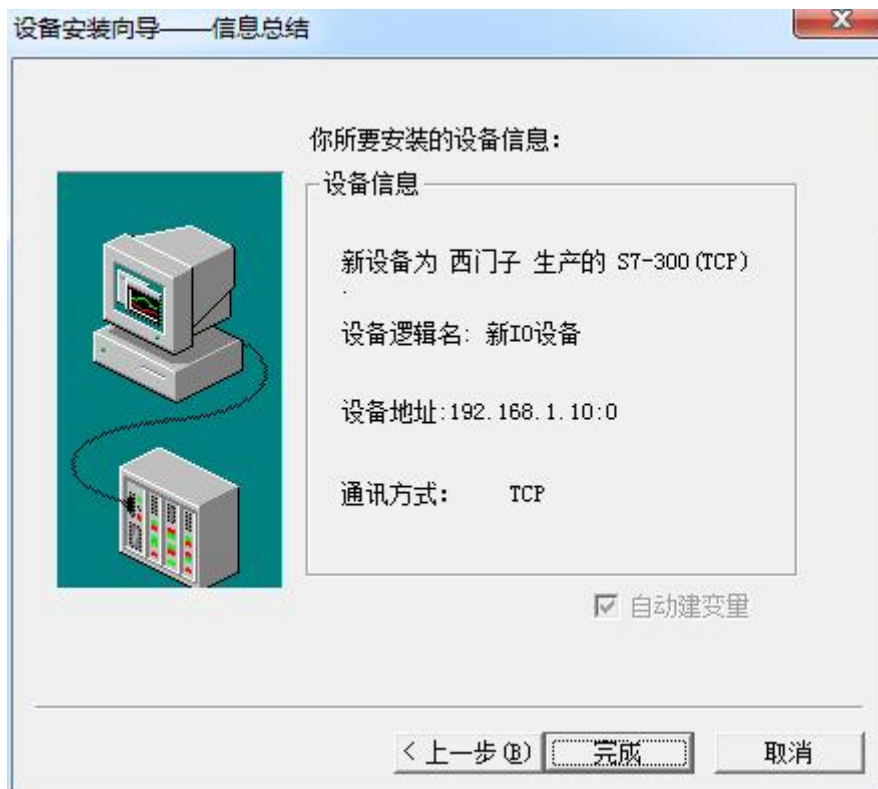 设备安装向导——信息总结
你所要安装的设备信息：
设备信息
新设备为 西门子 生产的 S7-300(TCP)
.
设备逻辑名: 新IO设备
设备地址:192.168.1.10:0
通讯方式： TCP
自动建变量
< 上一步(B)
完成
取消